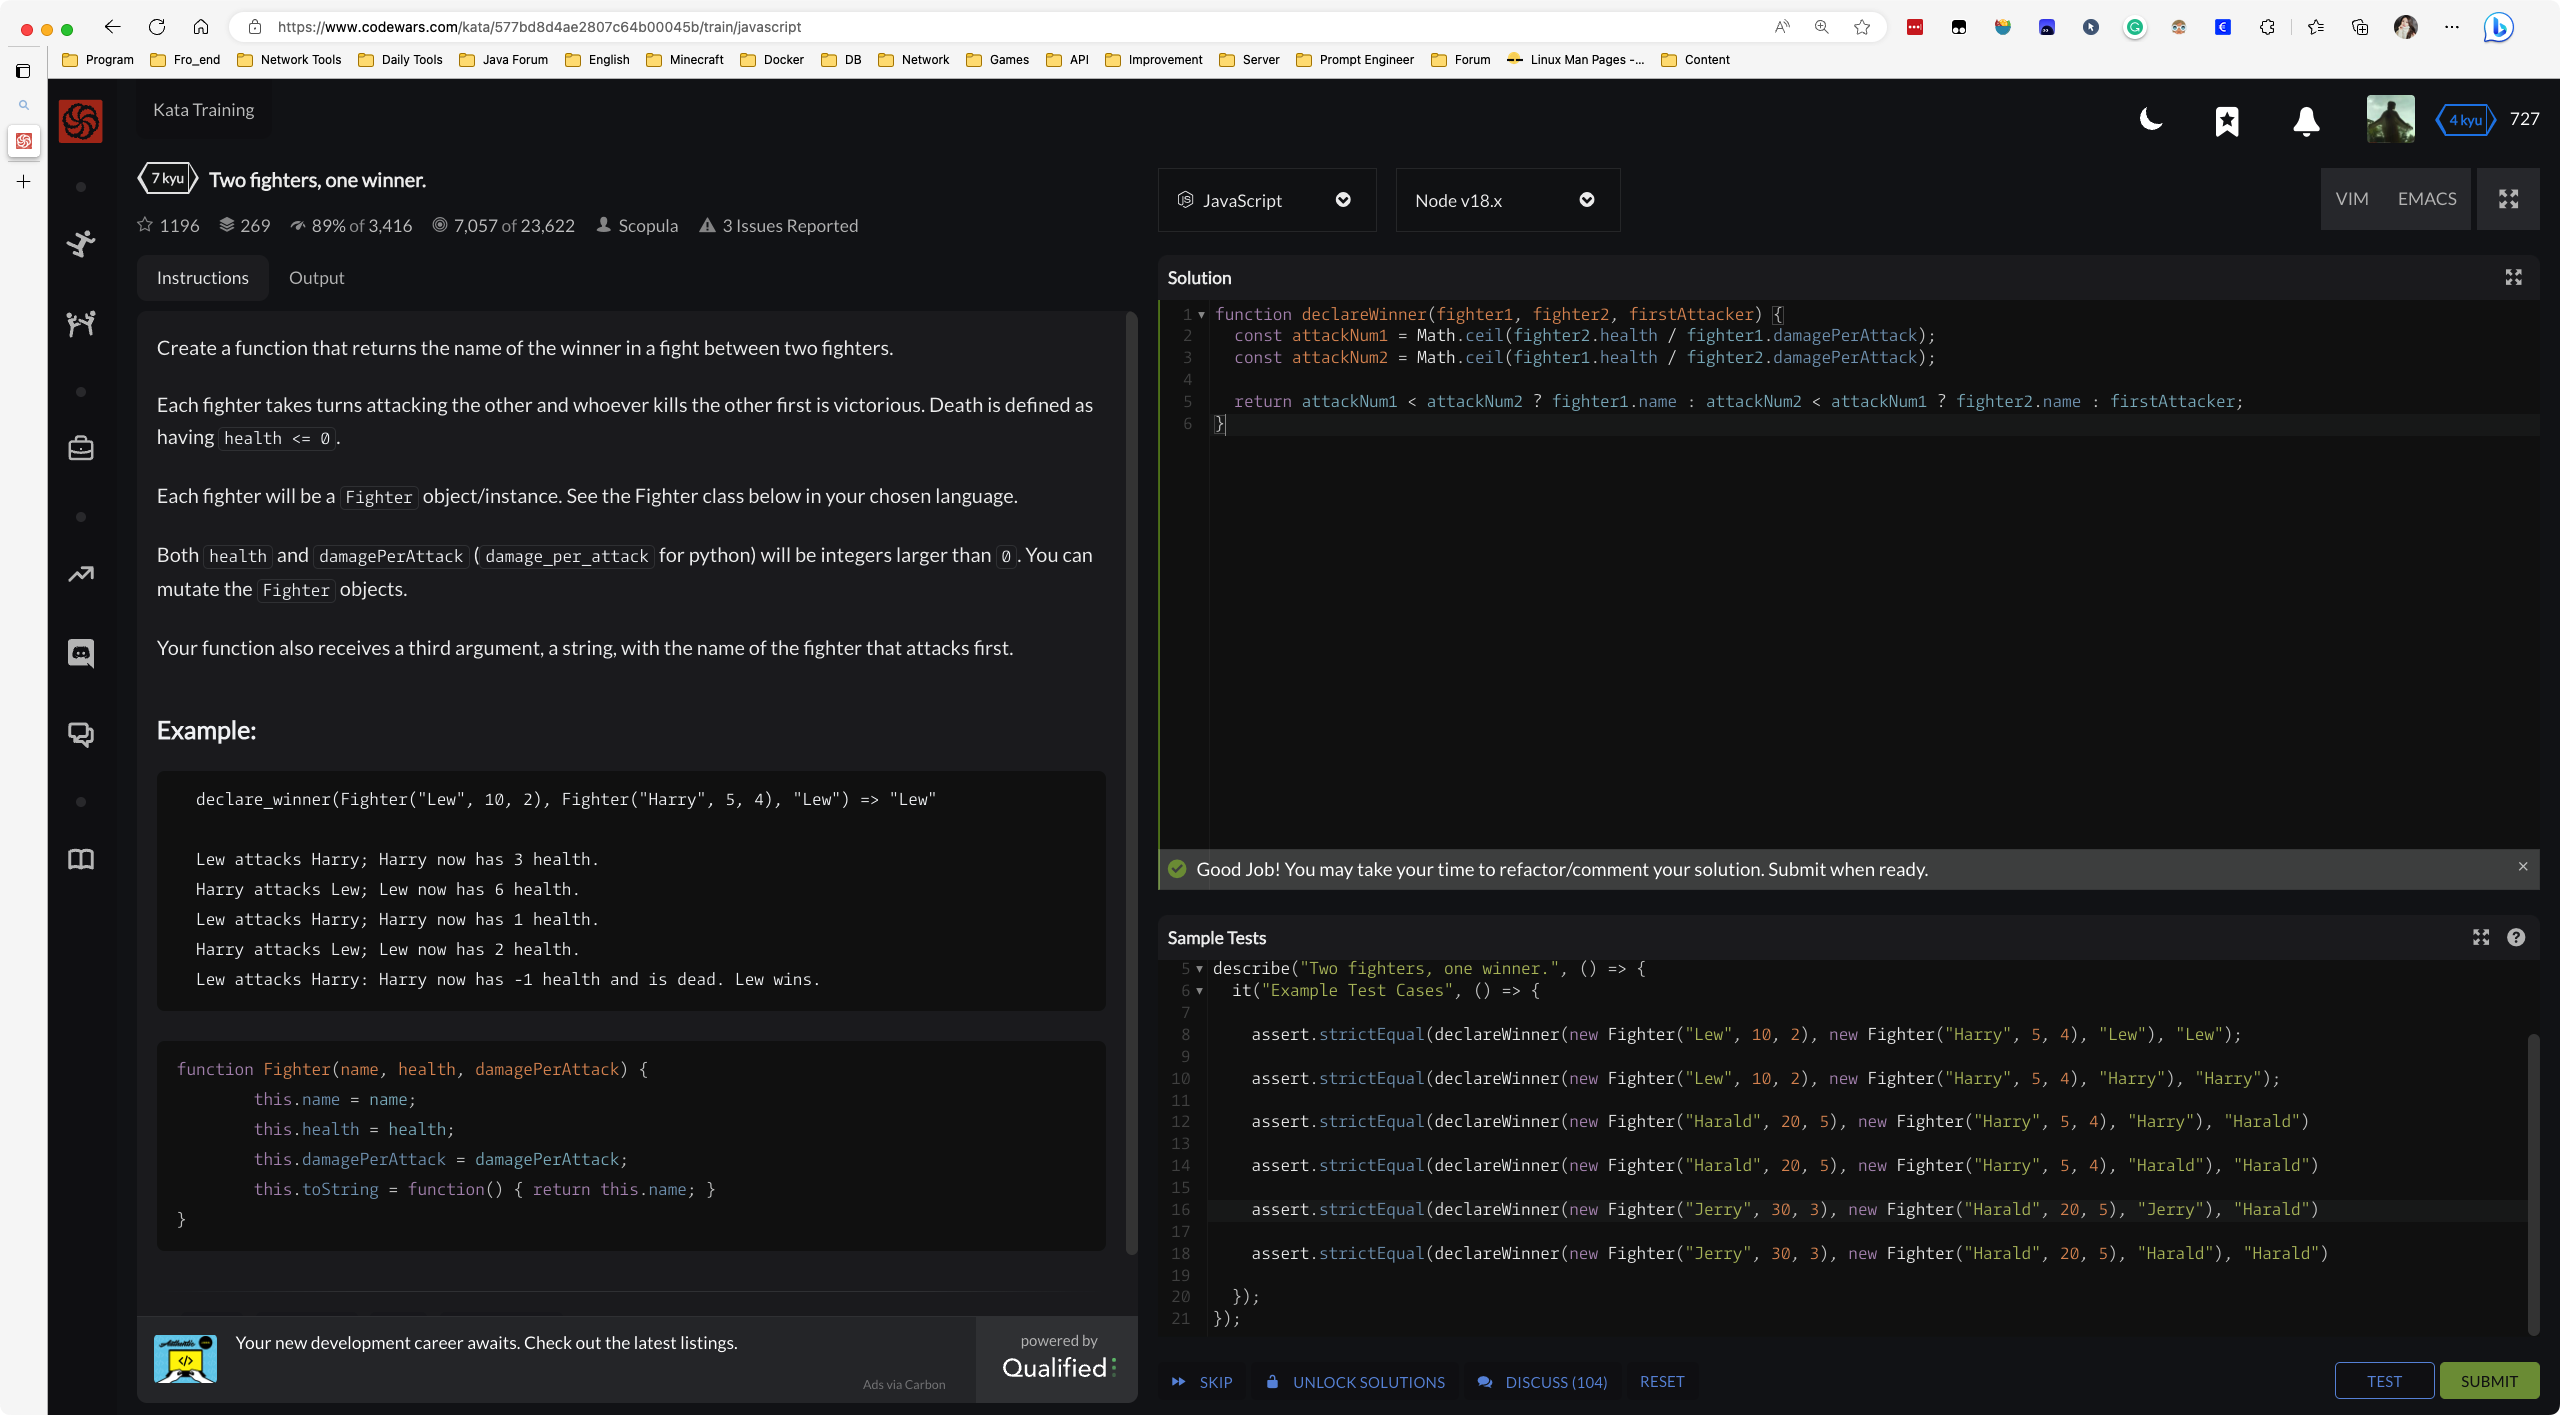 https://www.codewars.com/kata/577bd8d4ae2807c64b00045b/train/javascript
Program Fro_end Network Tools Daily Tools Java Forum English Minecraft Docker DB Network Games API Improvement Server Prompt Engineer Forum Linux Man Pages -... Content
Kata Training
4 kyu 727
7 kyu Two fighters, one winner.
1196 269 89% of 3,416 7,057 of 23,622 Scopula 3 Issues Reported
Instructions Output
Create a function that returns the name of the winner in a fight between two fighters.
Each fighter takes turns attacking the other and whoever kills the other first is victorious. Death is defined as
having health <= 0.
Each fighter will be a Fighter object/instance. See the Fighter class below in your chosen language.
Both health and damagePerAttack (damage_per_attack for python) will be integers larger than 0. You can
mutate the Fighter objects.
Your function also receives a third argument, a string, with the name of the fighter that attacks first.
Example:
declare_winner(Fighter("Lew", 10, 2), Fighter("Harry", 5, 4), "Lew") => "Lew"
Lew attacks Harry; Harry now has 3 health.
Harry attacks Lew; Lew now has 6 health.
Lew attacks Harry; Harry now has 1 health.
Harry attacks Lew; Lew now has 2 health.
Lew attacks Harry: Harry now has -1 health and is dead. Lew wins.
function Fighter(name, health, damagePerAttack) {
this.name = name;
this.health = health;
this.damagePerAttack = damagePerAttack;
this.toString = function() { return this.name; }
}
Your new development career awaits. Check out the latest listings.
Ads via Carbon
powered by
Qualified
JavaScript Node v18.x VIM EMACS
Solution
1 function declareWinner(fighter1, fighter2, firstAttacker) {
2 const attackNum1 = Math.ceil(fighter2.health / fighter1.damagePerAttack);
3 const attackNum2 = Math.ceil(fighter1.health / fighter2.damagePerAttack);
4
5 return attackNum1 < attackNum2 ? fighter1.name : attackNum2 < attackNum1 ? fighter2.name : firstAttacker;
6 }
Good Job! You may take your time to refactor/comment your solution. Submit when ready.
Sample Tests
5 describe("Two fighters, one winner.", () => {
6 it("Example Test Cases", () => {
7
8 assert.strictEqual(declareWinner(new Fighter("Lew", 10, 2), new Fighter("Harry", 5, 4), "Lew"), "Lew");
9
10 assert.strictEqual(declareWinner(new Fighter("Lew", 10, 2), new Fighter("Harry", 5, 4), "Harry"), "Harry");
11
12 assert.strictEqual(declareWinner(new Fighter("Harald", 20, 5), new Fighter("Harry", 5, 4), "Harry"), "Harald")
13
14 assert.strictEqual(declareWinner(new Fighter("Harald", 20, 5), new Fighter("Harry", 5, 4), "Harald"), "Harald")
15
16 assert.strictEqual(declareWinner(new Fighter("Jerry", 30, 3), new Fighter("Harald", 20, 5), "Jerry"), "Harald")
17
18 assert.strictEqual(declareWinner(new Fighter("Jerry", 30, 3), new Fighter("Harald", 20, 5), "Harald"), "Harald")
19
20 });
21 });
SKIP UNLOCK SOLUTIONS DISCUSS (104) RESET TEST SUBMIT